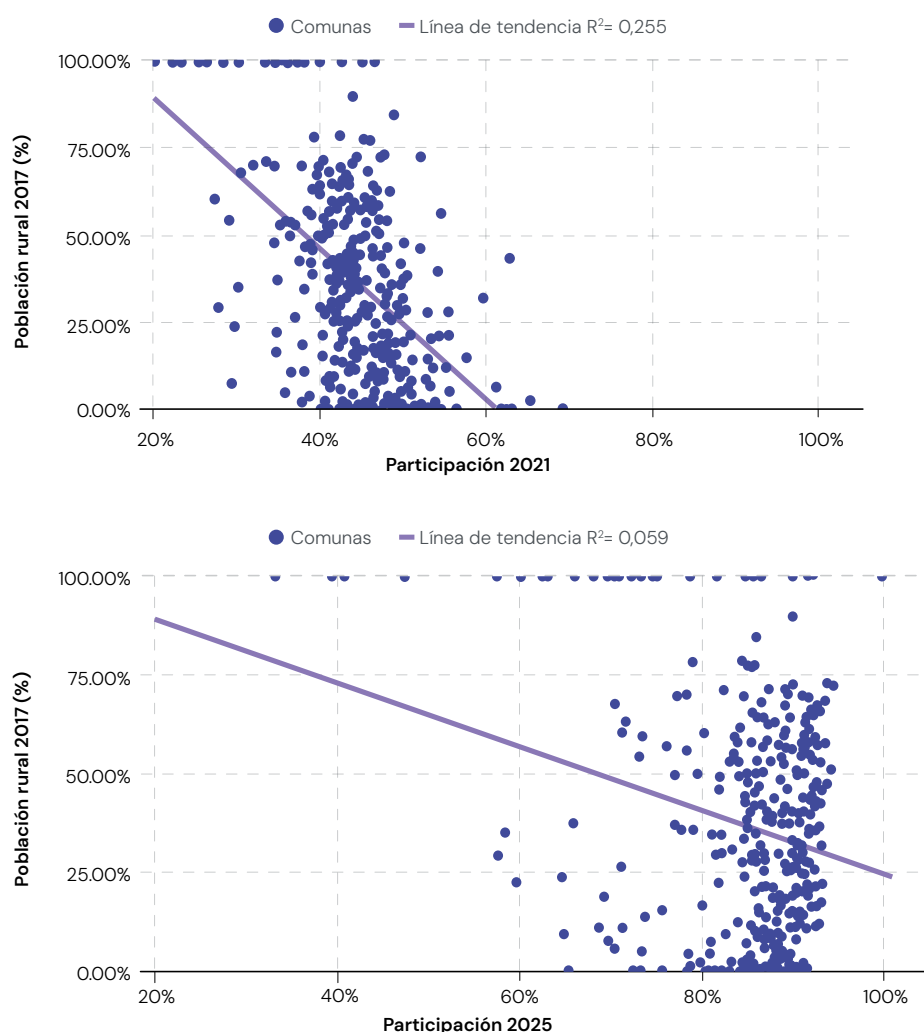 Comunas Línea de tendencia R²= 0,255
Población rural 2017 (%)
100.00%
75.00%
50.00%
25.00%
0.00%
20% 40% 60% 80% 100%
Participación 2021
Comunas Línea de tendencia R²= 0,059
Población rural 2017 (%)
100.00%
75.00%
50.00%
25.00%
0.00%
20% 40% 60% 80% 100%
Participación 2025